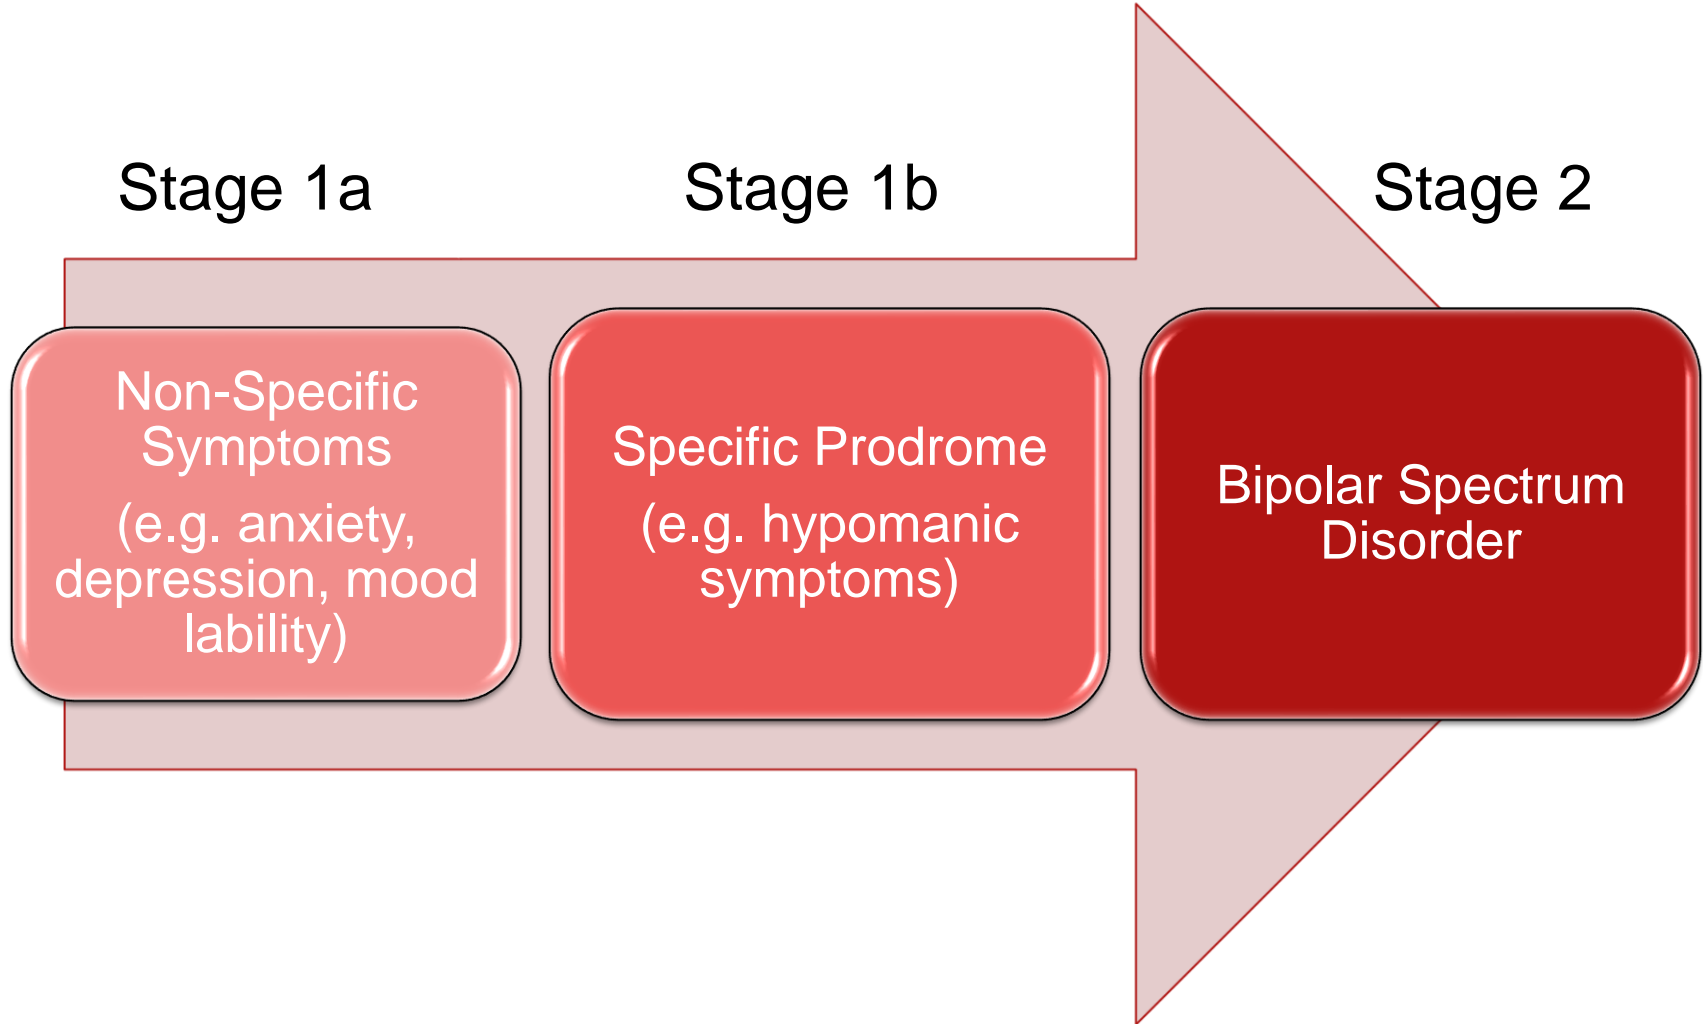 Stage 1a
Stage 1b
Stage 2
Non-Specific
Symptoms
(e.g. anxiety,
depression, mood
lability)
Specific Prodrome
(e.g. hypomanic
symptoms)
Bipolar Spectrum
Disorder